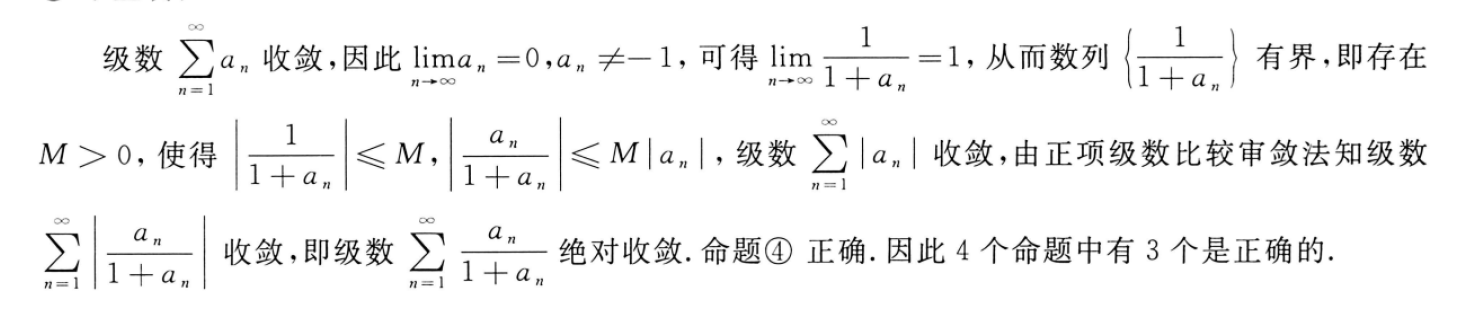 级数 $\sum_{n=1}^{\infty} a_n$ 收敛,因此 $\lim_{n\to\infty} a_n=0, a_n\neq-1$, 可得 $\lim_{n\to\infty}\frac{1}{1+a_n}=1$, 从而数列 $\left\{\frac{1}{1+a_n}\right\}$ 有界,即存在
$M>0$, 使得 $\left|\frac{1}{1+a_n}\right|\leqslant M, \left|\frac{a_n}{1+a_n}\right|\leqslant M|a_n|$, 级数 $\sum_{n=1}^{\infty}|a_n|$ 收敛,由正项级数比较审敛法知级数
$\sum_{n=1}^{\infty}\left|\frac{a_n}{1+a_n}\right|$ 收敛,即级数 $\sum_{n=1}^{\infty}\frac{a_n}{1+a_n}$ 绝对收敛. 命题④ 正确. 因此 4 个命题中有 3 个是正确的.